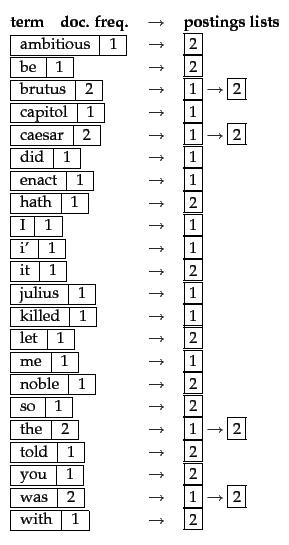 term doc. freq. → postings lists
ambitious 1 → 2
be 1 → 2
brutus 2 → 1 → 2
capitol 1 → 1
caesar 2 → 1 → 2
did 1 → 1
enact 1 → 1
hath 1 → 2
I 1 → 1
i' 1 → 1
it 1 → 2
julius 1 → 1
killed 1 → 1
let 1 → 2
me 1 → 1
noble 1 → 2
so 1 → 2
the 2 → 1 → 2
told 1 → 2
you 1 → 2
was 2 → 1 → 2
with 1 → 2